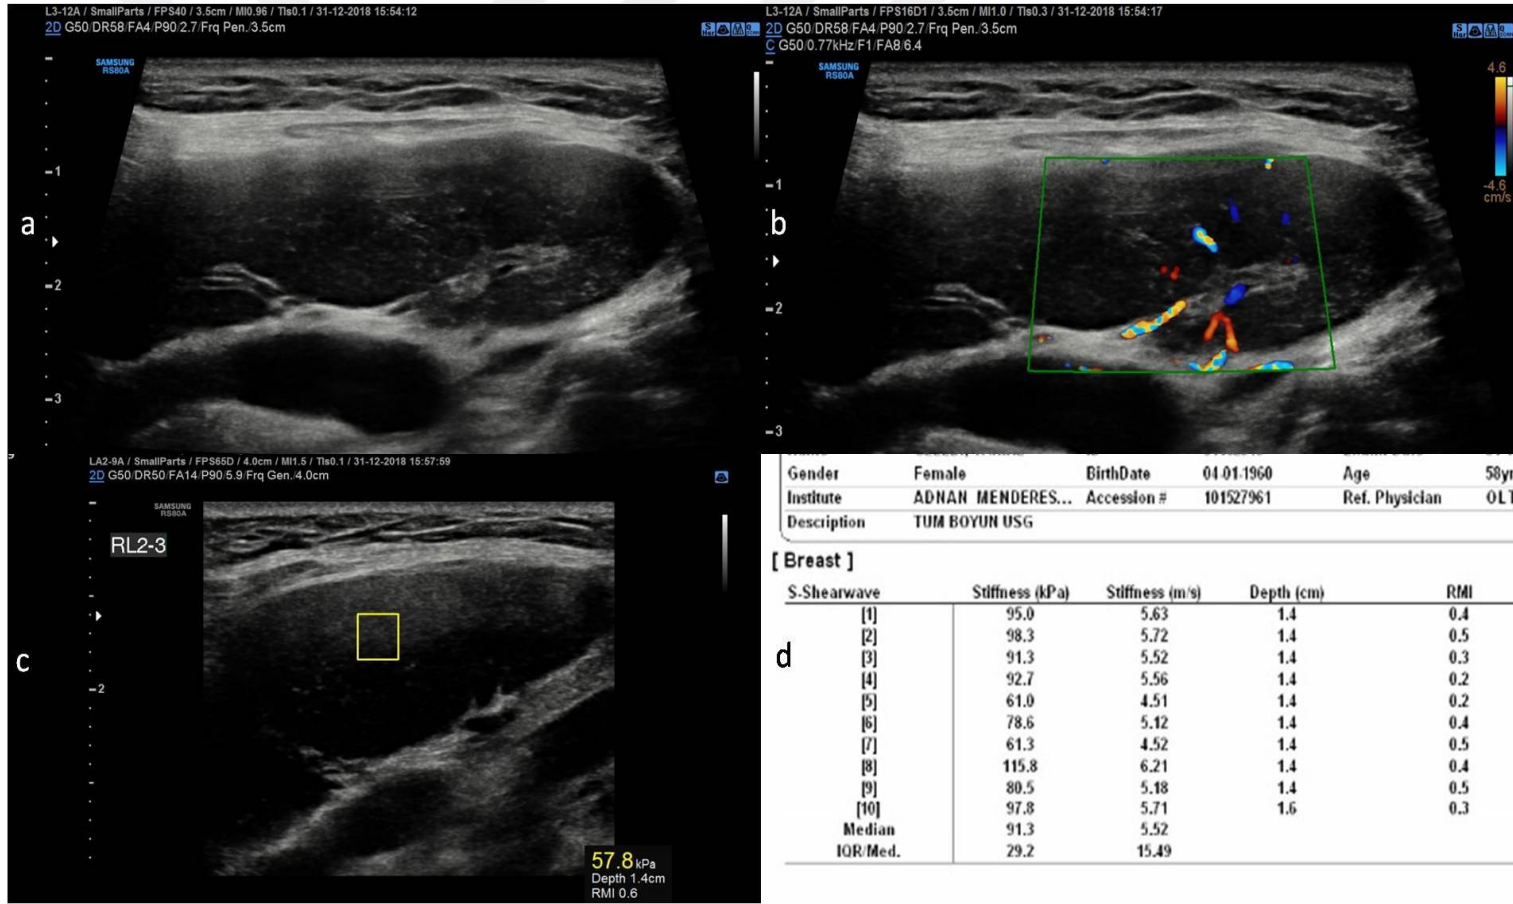 L3-12A / SmallParts / FPS40 / 3.5cm / MI0.96 / TIs0.1 / 31-12-2018 15:54:12
2D G50/DR58/FA4/P90/2.7/Frq Pen./3.5cm
SAMSUNG
RS80A
1
2
3
a
L3-12A / SmallParts / FPS16D1 / 3.5cm / MI1.0 / TIs0.3 / 31-12-2018 15:54:17
2D G50/DR58/FA4/P90/2.7/Frq Pen./3.5cm
C G50/0.77kHz/F1/FA8/6.4
SAMSUNG
RS80A
4.6
-4.6
cm/s
1
2
3
b
LA2-9A / SmallParts / FPS65D / 4.0cm / MI1.5 / TIs0.1 / 31-12-2018 15:57:59
2D G50/DR50/FA14/P90/5.9/Frq Gen./4.0cm
SAMSUNG
RS80A
RL2-3
2
c
57.8 kPa
Depth 1.4cm
RMI 0.6
Gender Female BirthDate 04-01-1960 Age 58yr
Institute ADNAN MENDERES... Accession # 101527961 Ref. Physician OLT
Description TUM BOYUN USG
[ Breast ]
S-Shearwave Stiffness (kPa) Stiffness (m/s) Depth (cm) RMI
[1] 95.0 5.63 1.4 0.4
[2] 98.3 5.72 1.4 0.5
[3] 91.3 5.52 1.4 0.3
[4] 92.7 5.56 1.4 0.2
[5] 61.0 4.51 1.4 0.2
[6] 78.6 5.12 1.4 0.4
[7] 61.3 4.52 1.4 0.5
[8] 115.8 6.21 1.4 0.4
[9] 80.5 5.18 1.4 0.5
[10] 97.8 5.71 1.6 0.3
Median 91.3 5.52
IQR/Med. 29.2 15.49
d